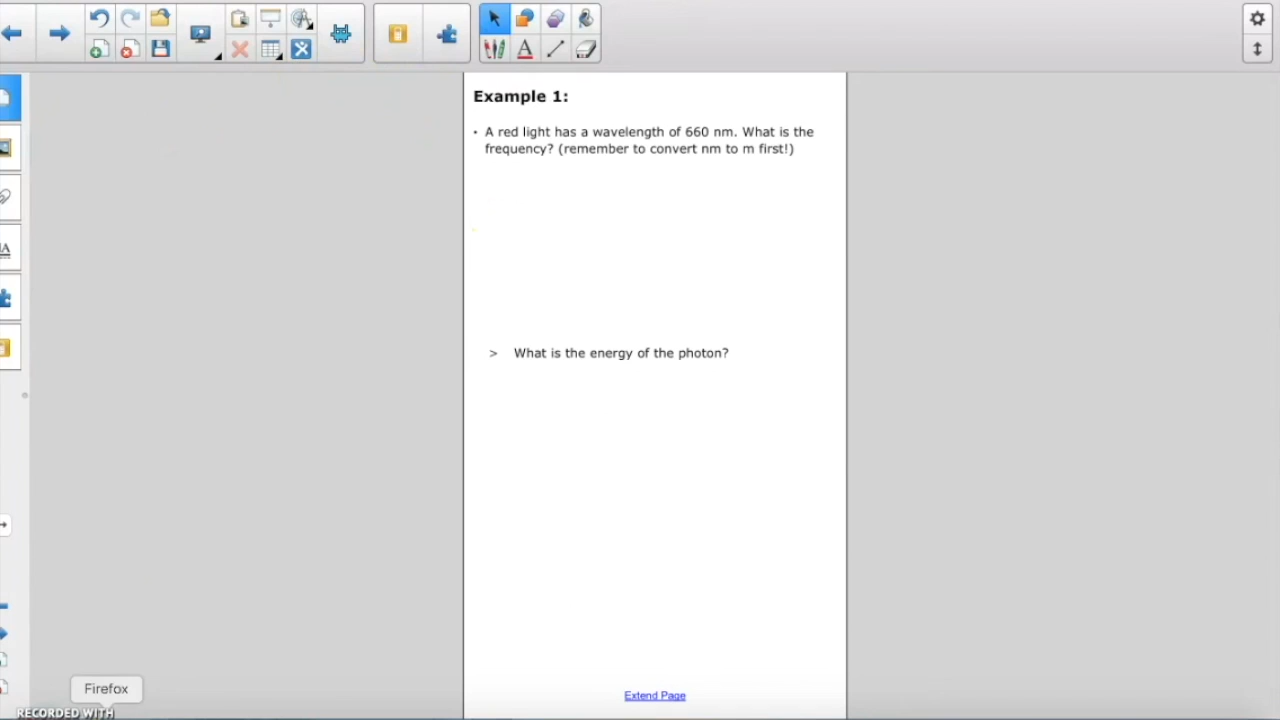 Example 1:
• A red light has a wavelength of 660 nm. What is the
frequency? (remember to convert nm to m first!)
> What is the energy of the photon?
Extend Page
Firefox
RECORDED WITH